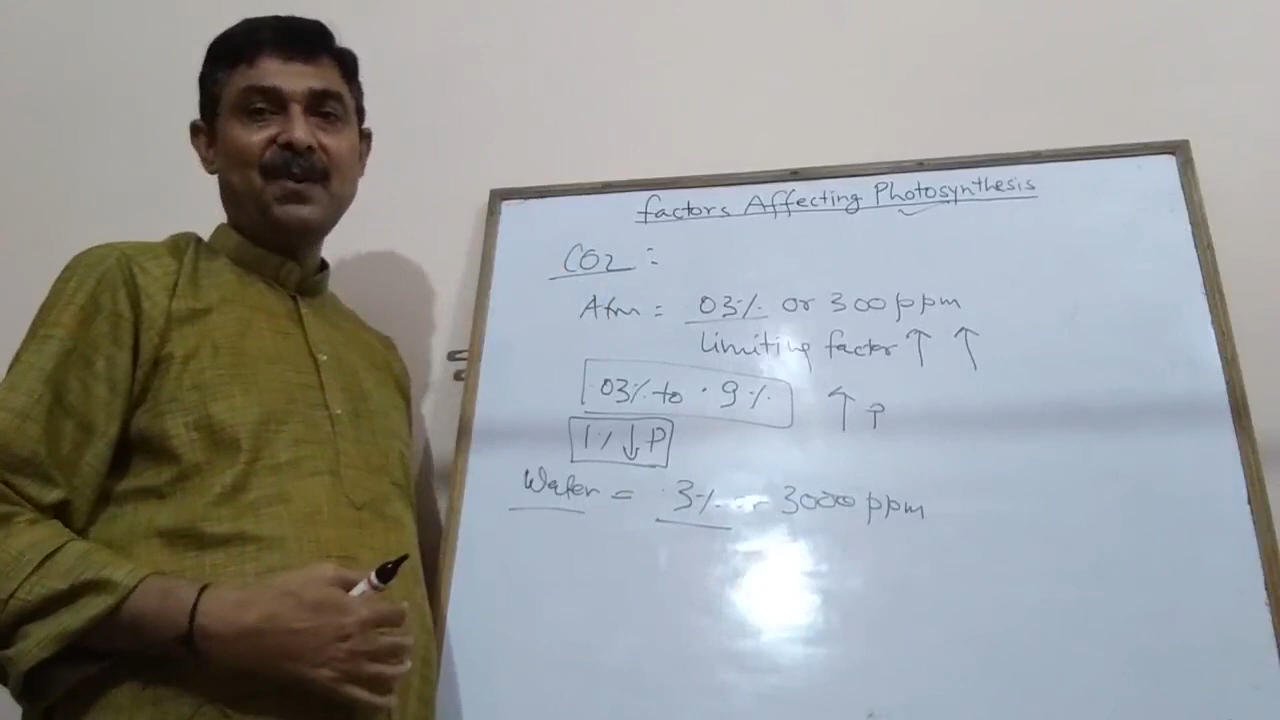 Factors Affecting Photosynthesis
CO2 :
Atm = 03% or 300 ppm
Limiting factor ↑ ↑
03% to .9% ↑ P
1% ↓ P
Water = .3% or 3000 ppm